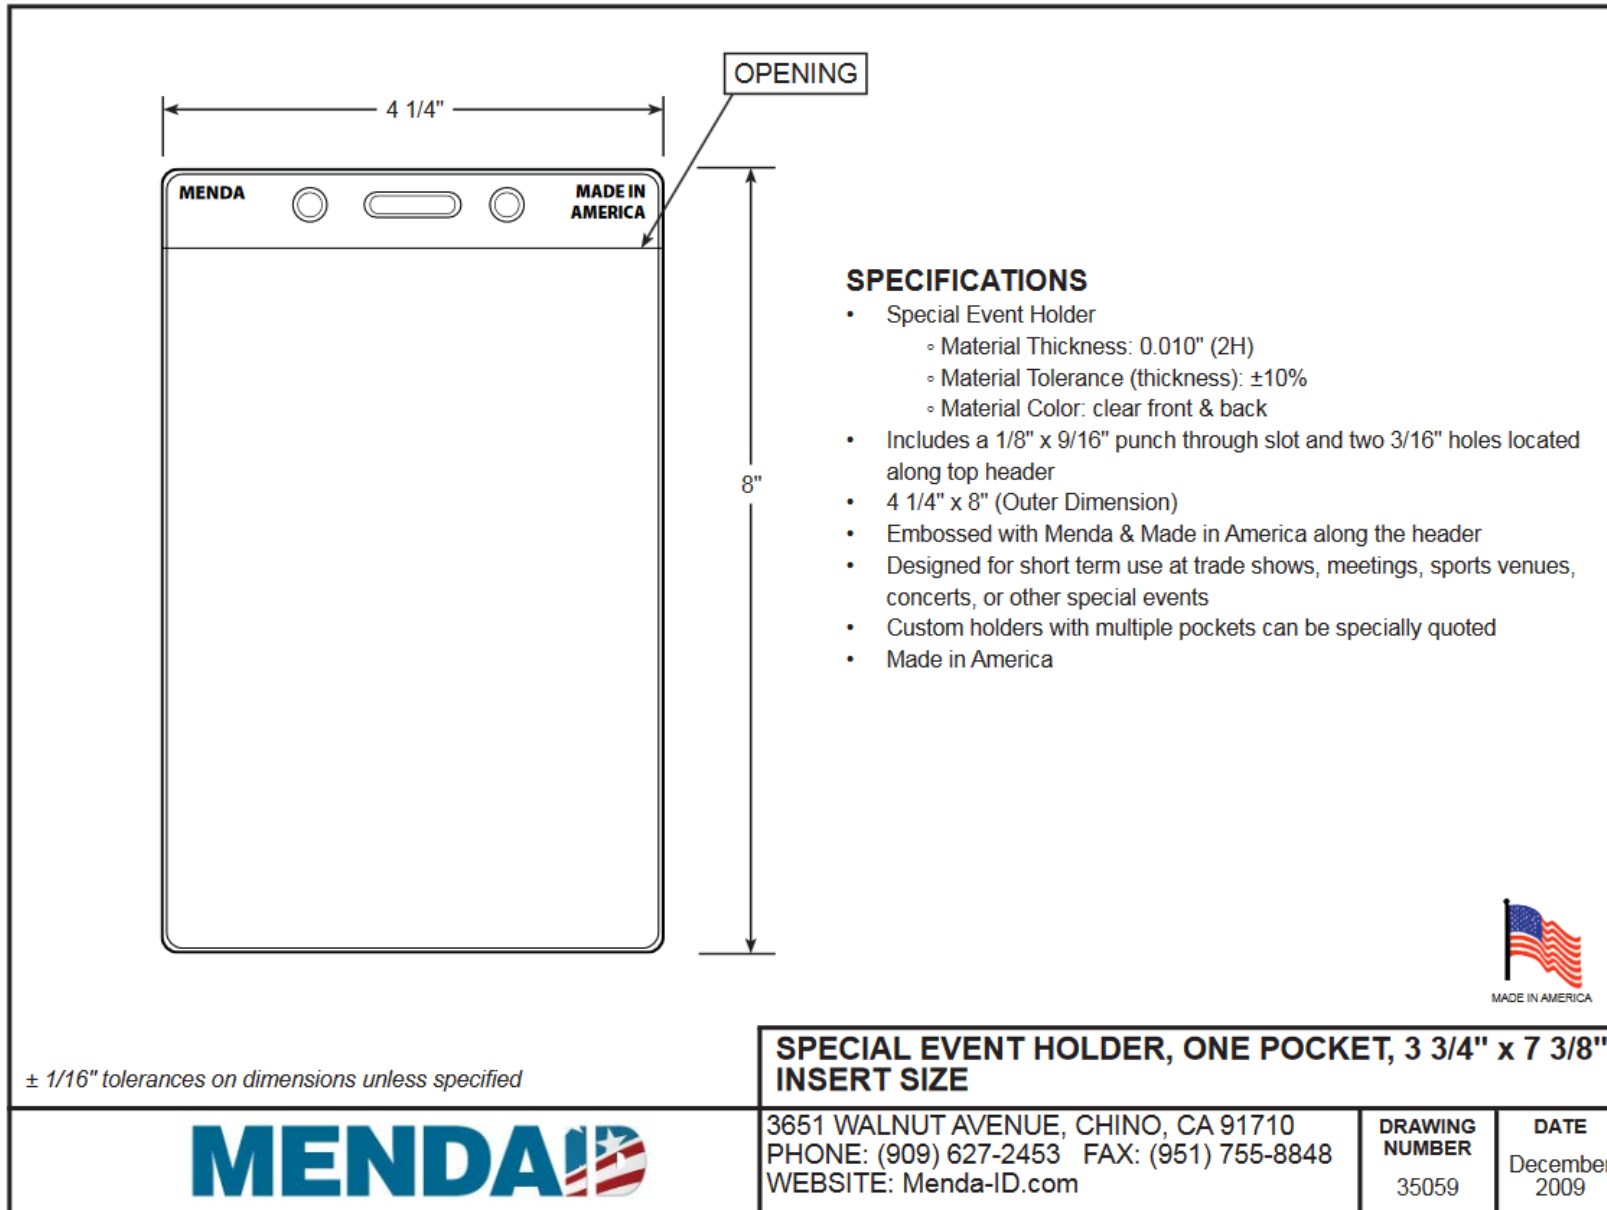 OPENING
4 1/4"
MENDA
MADE IN
AMERICA
8"
SPECIFICATIONS
• Special Event Holder
◦ Material Thickness: 0.010" (2H)
◦ Material Tolerance (thickness): ±10%
◦ Material Color: clear front & back
• Includes a 1/8" x 9/16" punch through slot and two 3/16" holes located
along top header
• 4 1/4" x 8" (Outer Dimension)
• Embossed with Menda & Made in America along the header
• Designed for short term use at trade shows, meetings, sports venues,
concerts, or other special events
• Custom holders with multiple pockets can be specially quoted
• Made in America
MADE IN AMERICA
± 1/16" tolerances on dimensions unless specified
SPECIAL EVENT HOLDER, ONE POCKET, 3 3/4" x 7 3/8"
INSERT SIZE
MENDAID
3651 WALNUT AVENUE, CHINO, CA 91710
PHONE: (909) 627-2453 FAX: (951) 755-8848
WEBSITE: Menda-ID.com
DRAWING
NUMBER
35059
DATE
December
2009